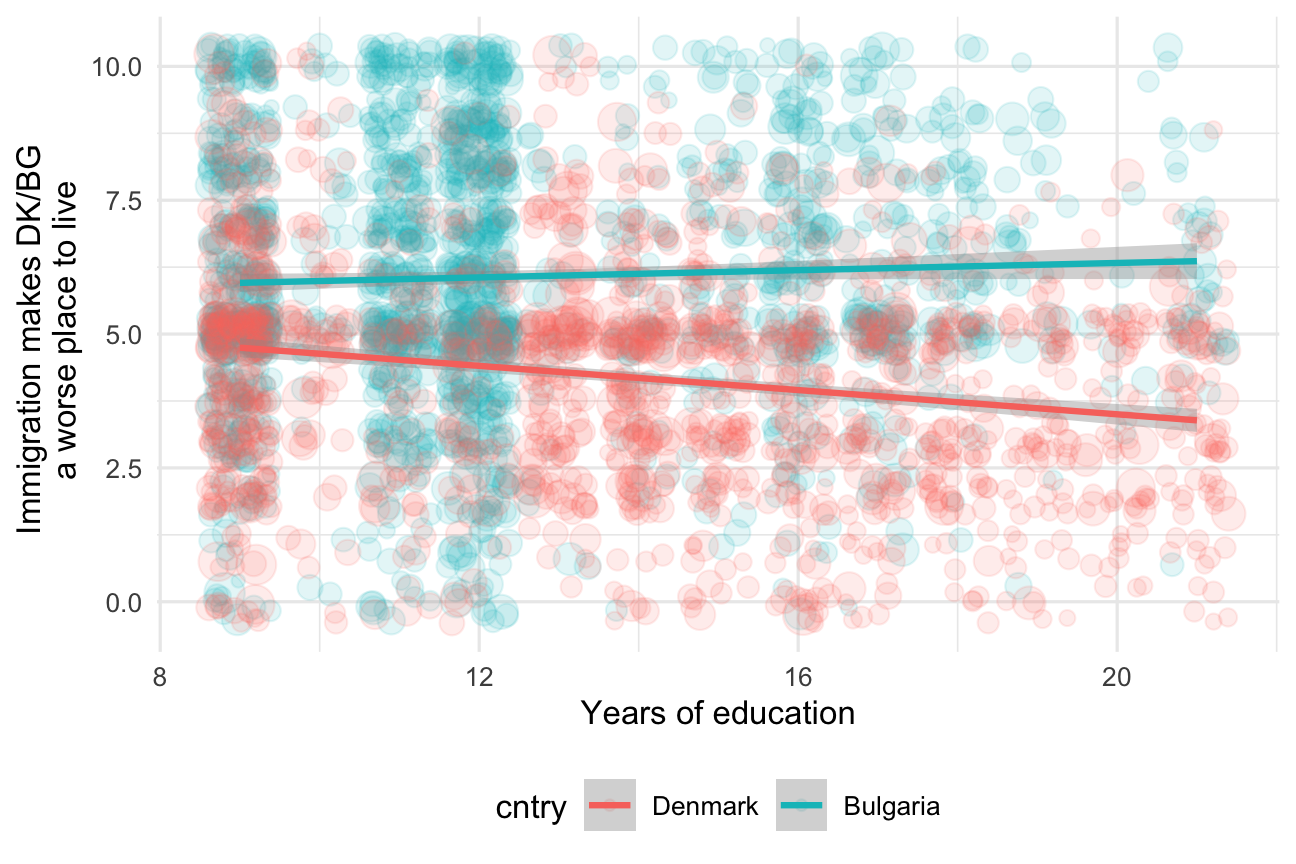 Immigration makes DK/BG
a worse place to live
10.0
7.5
5.0
2.5
0.0
8 12 16 20
Years of education
cntry Denmark Bulgaria